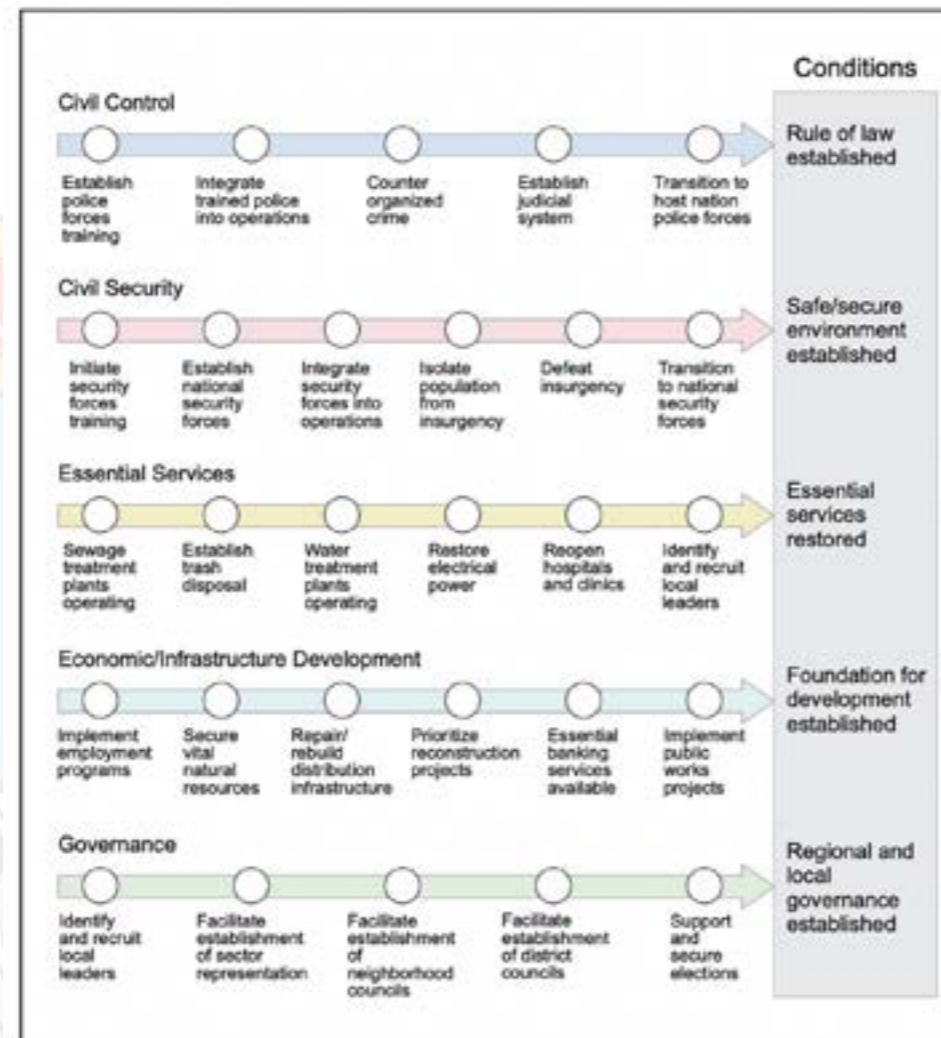 Conditions
Civil Control
Establish
police
forces
training
Integrate
trained police
into operations
Counter
organized
crime
Establish
judicial
system
Transition to
host nation
police forces
Rule of law
established
Civil Security
Initiate
security
forces
training
Establish
national
security
forces
Integrate
security
forces into
operations
Isolate
population
from
insurgency
Defeat
insurgency
Transition
to national
security
forces
Safe/secure
environment
established
Essential Services
Sewage
treatment
plants
operating
Establish
trash
disposal
Water
treatment
plants
operating
Restore
electrical
power
Reopen
hospitals
and clinics
Identify
and recruit
local
leaders
Essential
services
restored
Economic/Infrastructure Development
Implement
employment
programs
Secure
vital
natural
resources
Repair/
rebuild
distribution
infrastructure
Prioritize
reconstruction
projects
Essential
banking
services
available
Implement
public
works
projects
Foundation for
development
established
Governance
Identify
and recruit
local
leaders
Facilitate
establishment
of sector
representation
Facilitate
establishment
of
neighborhood
councils
Facilitate
establishment
of district
councils
Support
and
secure
elections
Regional and
local
governance
established